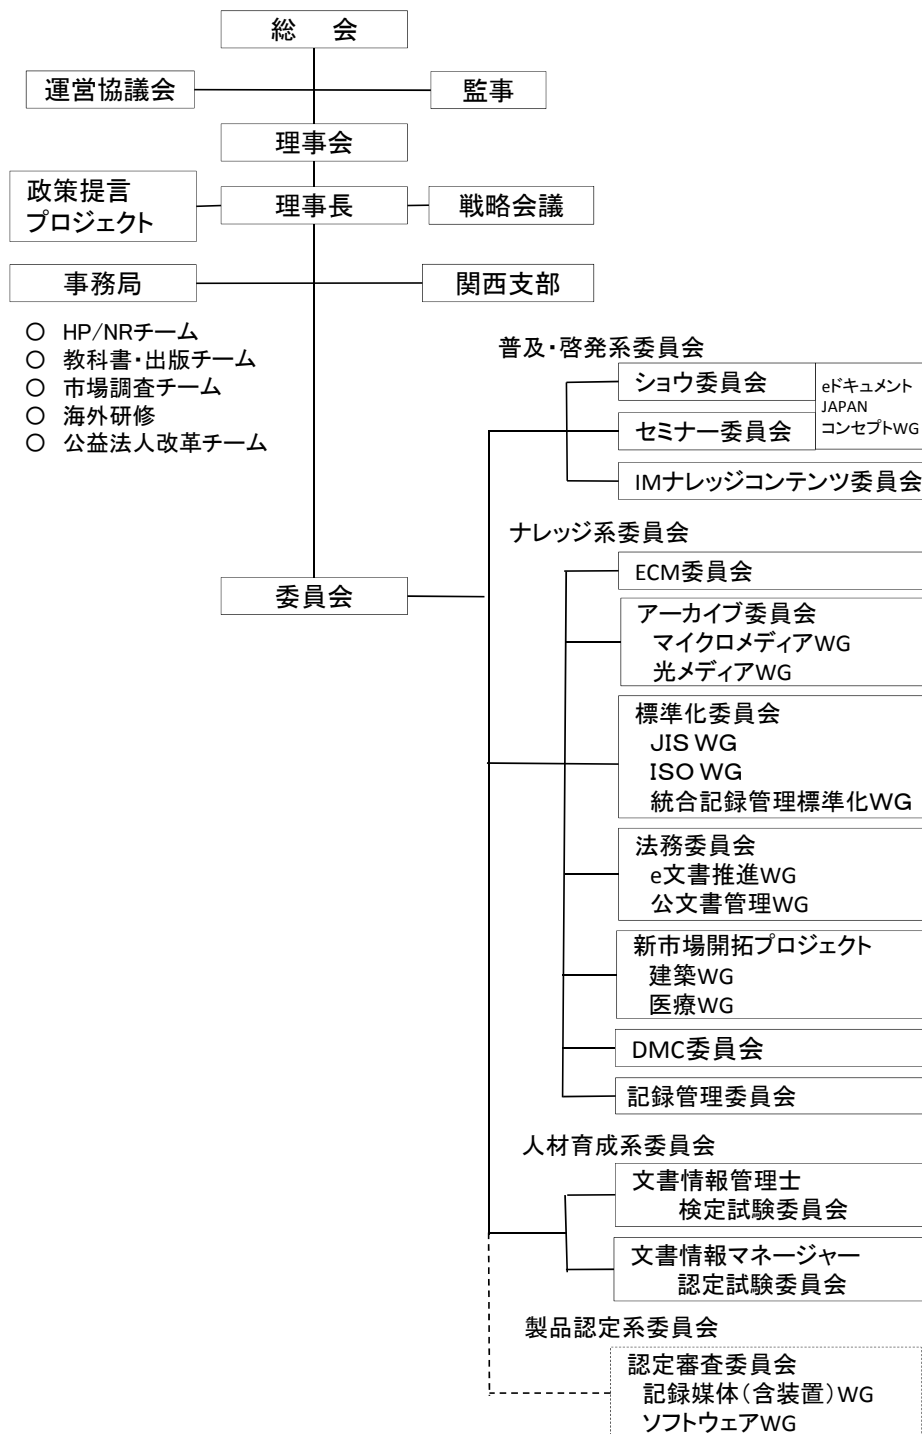 総 会
運営協議会
監事
理事会
政策提言
プロジェクト
理事長
戦略会議
事務局
関西支部
○ HP/NRチーム
○ 教科書・出版チーム
○ 市場調査チーム
○ 海外研修
○ 公益法人改革チーム
委員会
普及・啓発系委員会
ショウ委員会
セミナー委員会
eドキュメント
JAPAN
コンセプトWG
IMナレッジコンテンツ委員会
ナレッジ系委員会
ECM委員会
アーカイブ委員会
マイクロメディアWG
光メディアWG
標準化委員会
JIS WG
ISO WG
統合記録管理標準化WG
法務委員会
e文書推進WG
公文書管理WG
新市場開拓プロジェクト
建築WG
医療WG
DMC委員会
記録管理委員会
人材育成系委員会
文書情報管理士
検定試験委員会
文書情報マネージャー
認定試験委員会
製品認定系委員会
認定審査委員会
記録媒体（含装置）WG
ソフトウェアWG